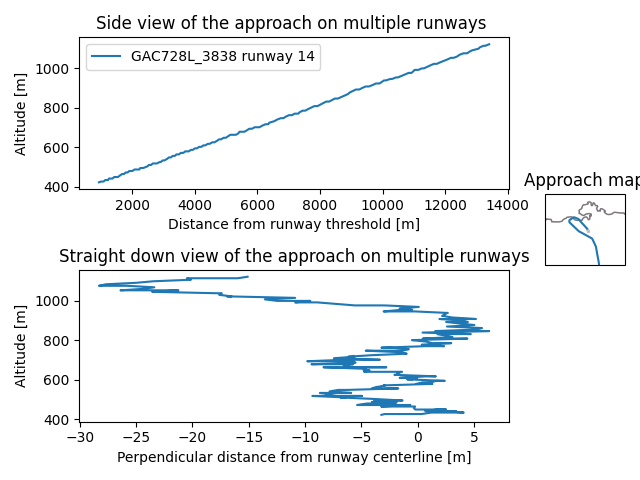 Side view of the approach on multiple runways
GAC728L_3838 runway 14
Altitude [m]
1000
800
600
400
2000 4000 6000 8000 10000 12000 14000
Distance from runway threshold [m]
Approach map
Straight down view of the approach on multiple runways
Altitude [m]
1000
800
600
400
−30 −25 −20 −15 −10 −5 0 5
Perpendicular distance from runway centerline [m]